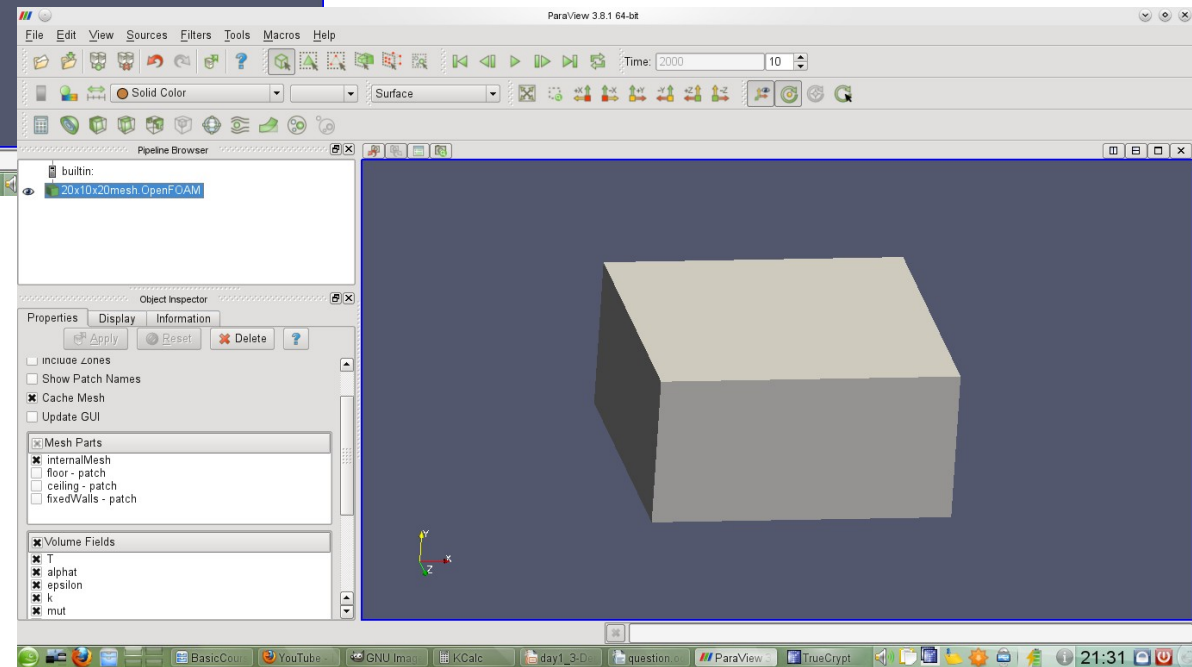 ParaView 3.8.1 64-bit
File Edit View Sources Filters Tools Macros Help
Time: 2000 10
Solid Color Surface
+X -X +Y -Y +Z -Z
Pipeline Browser
builtin:
20x10x20mesh.OpenFOAM
Object Inspector
Properties Display Information
Apply Reset Delete ?
Include Zones
Show Patch Names
Cache Mesh
Update GUI
Mesh Parts
internalMesh
floor - patch
ceiling - patch
fixedWalls - patch
Volume Fields
T
alphat
epsilon
k
mut
Y
X
Z
BasicCour YouTube - GNU Imag KCalc day1_3-D question.o ParaView TrueCrypt 21:31